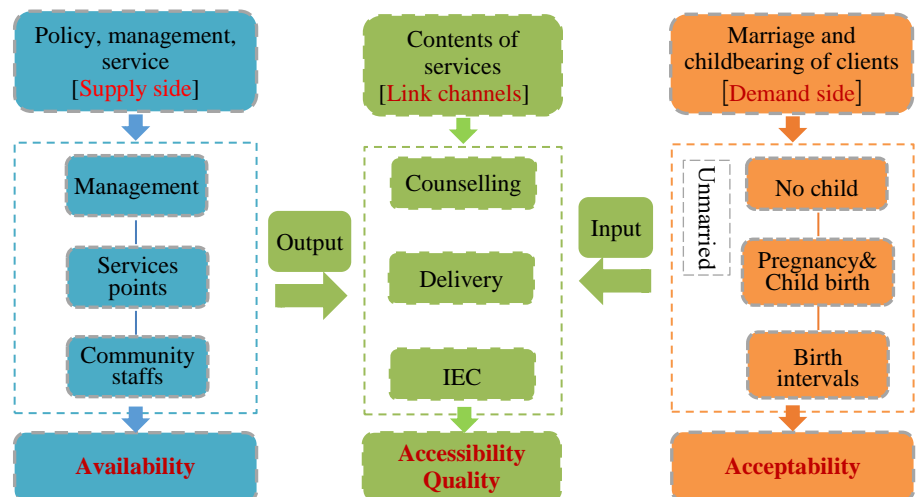 Policy, management,
service
[Supply side]
Contents of
services
[Link channels]
Marriage and
childbearing of clients
[Demand side]
Management
Services
points
Community
staffs
Output
Counselling
Delivery
IEC
Input
Unmarried
No child
Pregnancy&
Child birth
Birth
intervals
Availability
Accessibility
Quality
Acceptability